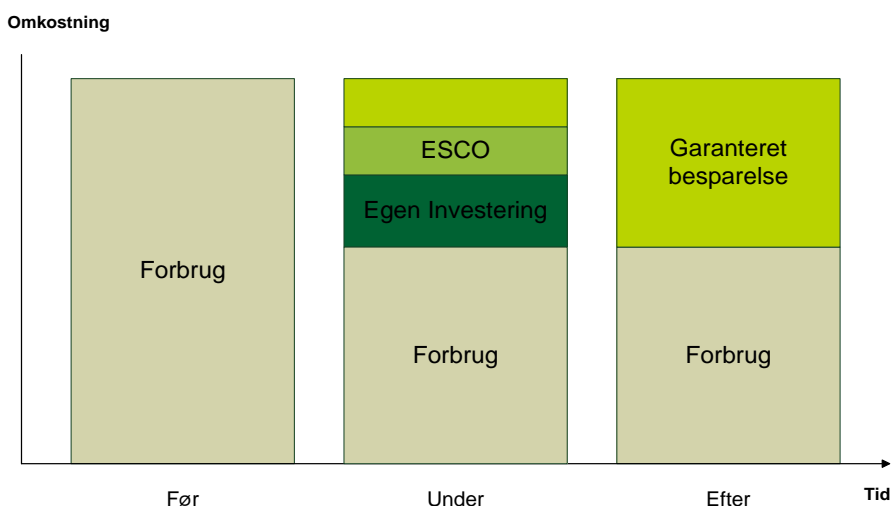 Omkostning
Forbrug
ESCO
Egen Investering
Forbrug
Garanteret
besparelse
Forbrug
Før
Under
Efter
Tid